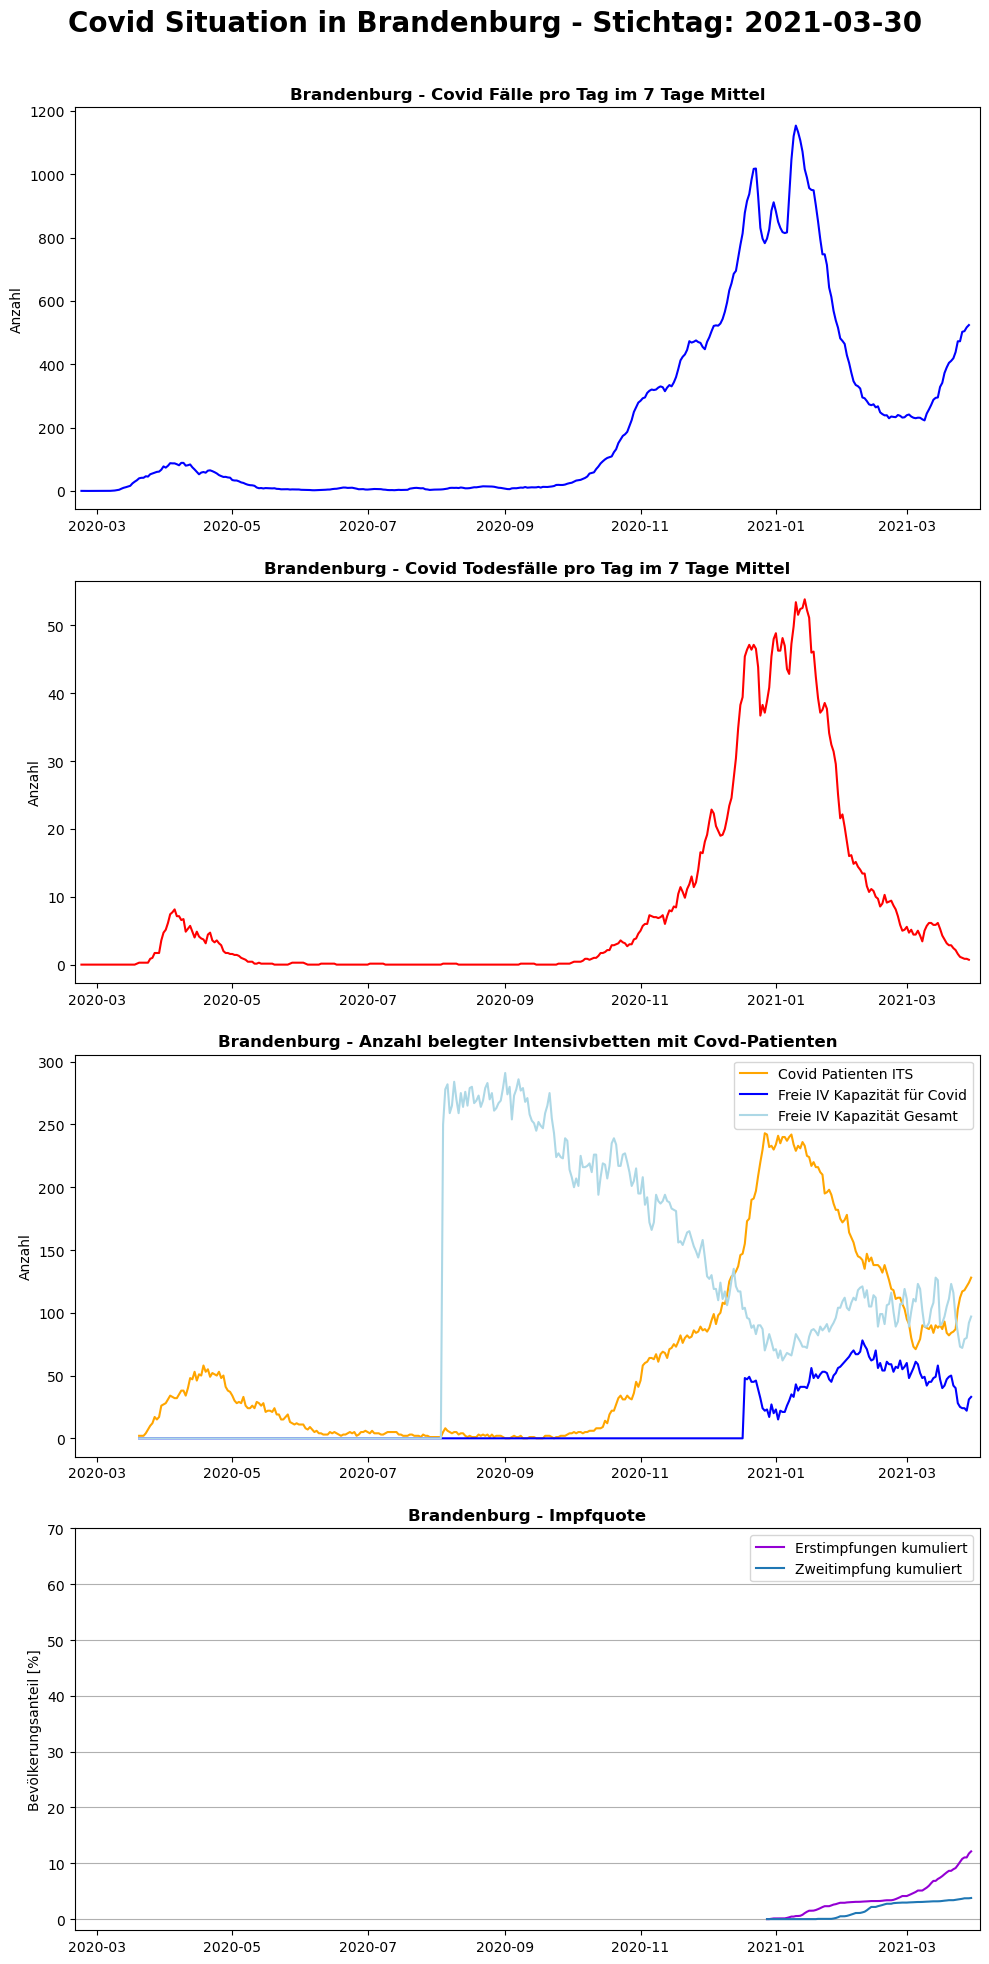 Covid Situation in Brandenburg - Stichtag: 2021-03-30
Brandenburg - Covid Fälle pro Tag im 7 Tage Mittel
1200
1000
800
600
400
200
0
Anzahl
2020-03 2020-05 2020-07 2020-09 2020-11 2021-01 2021-03
Brandenburg - Covid Todesfälle pro Tag im 7 Tage Mittel
50
40
30
20
10
0
Anzahl
2020-03 2020-05 2020-07 2020-09 2020-11 2021-01 2021-03
Brandenburg - Anzahl belegter Intensivbetten mit Covd-Patienten
300
250
200
150
100
50
0
Anzahl
Covid Patienten ITS
Freie IV Kapazität für Covid
Freie IV Kapazität Gesamt
2020-03 2020-05 2020-07 2020-09 2020-11 2021-01 2021-03
Brandenburg - Impfquote
70
60
50
40
30
20
10
0
Bevölkerungsanteil [%]
Erstimpfungen kumuliert
Zweitimpfung kumuliert
2020-03 2020-05 2020-07 2020-09 2020-11 2021-01 2021-03